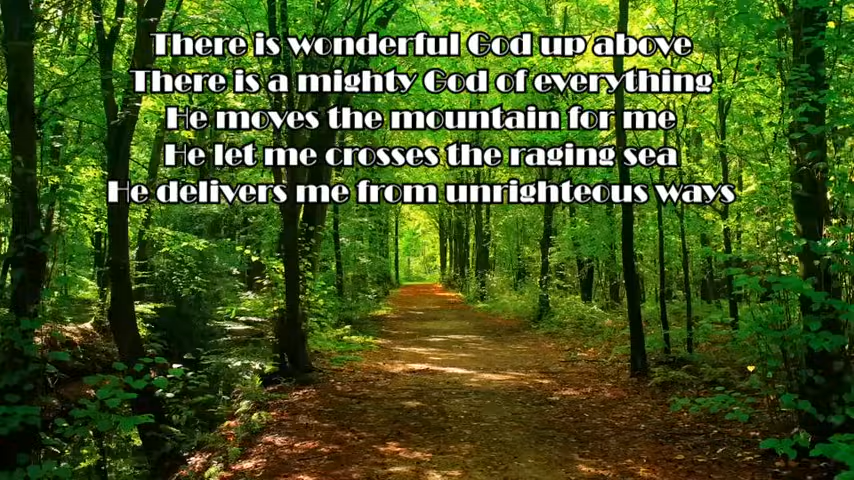 There is wonderful God up above
There is a mighty God of everything
He moves the mountain for me
He let me crosses the raging sea
He delivers me from unrighteous ways